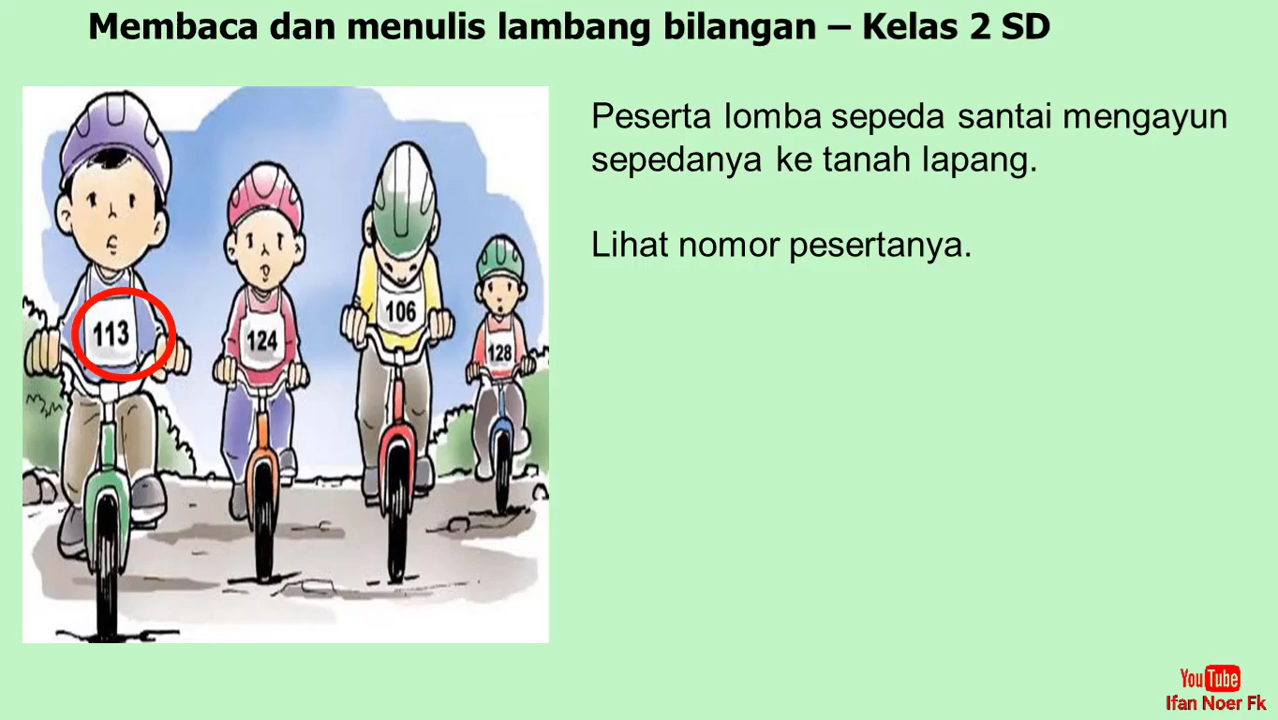 Membaca dan menulis lambang bilangan – Kelas 2 SD
Peserta lomba sepeda santai mengayun
sepedanya ke tanah lapang.
Lihat nomor pesertanya.
113
124
106
128
YouTube
Ifan Noer Fk